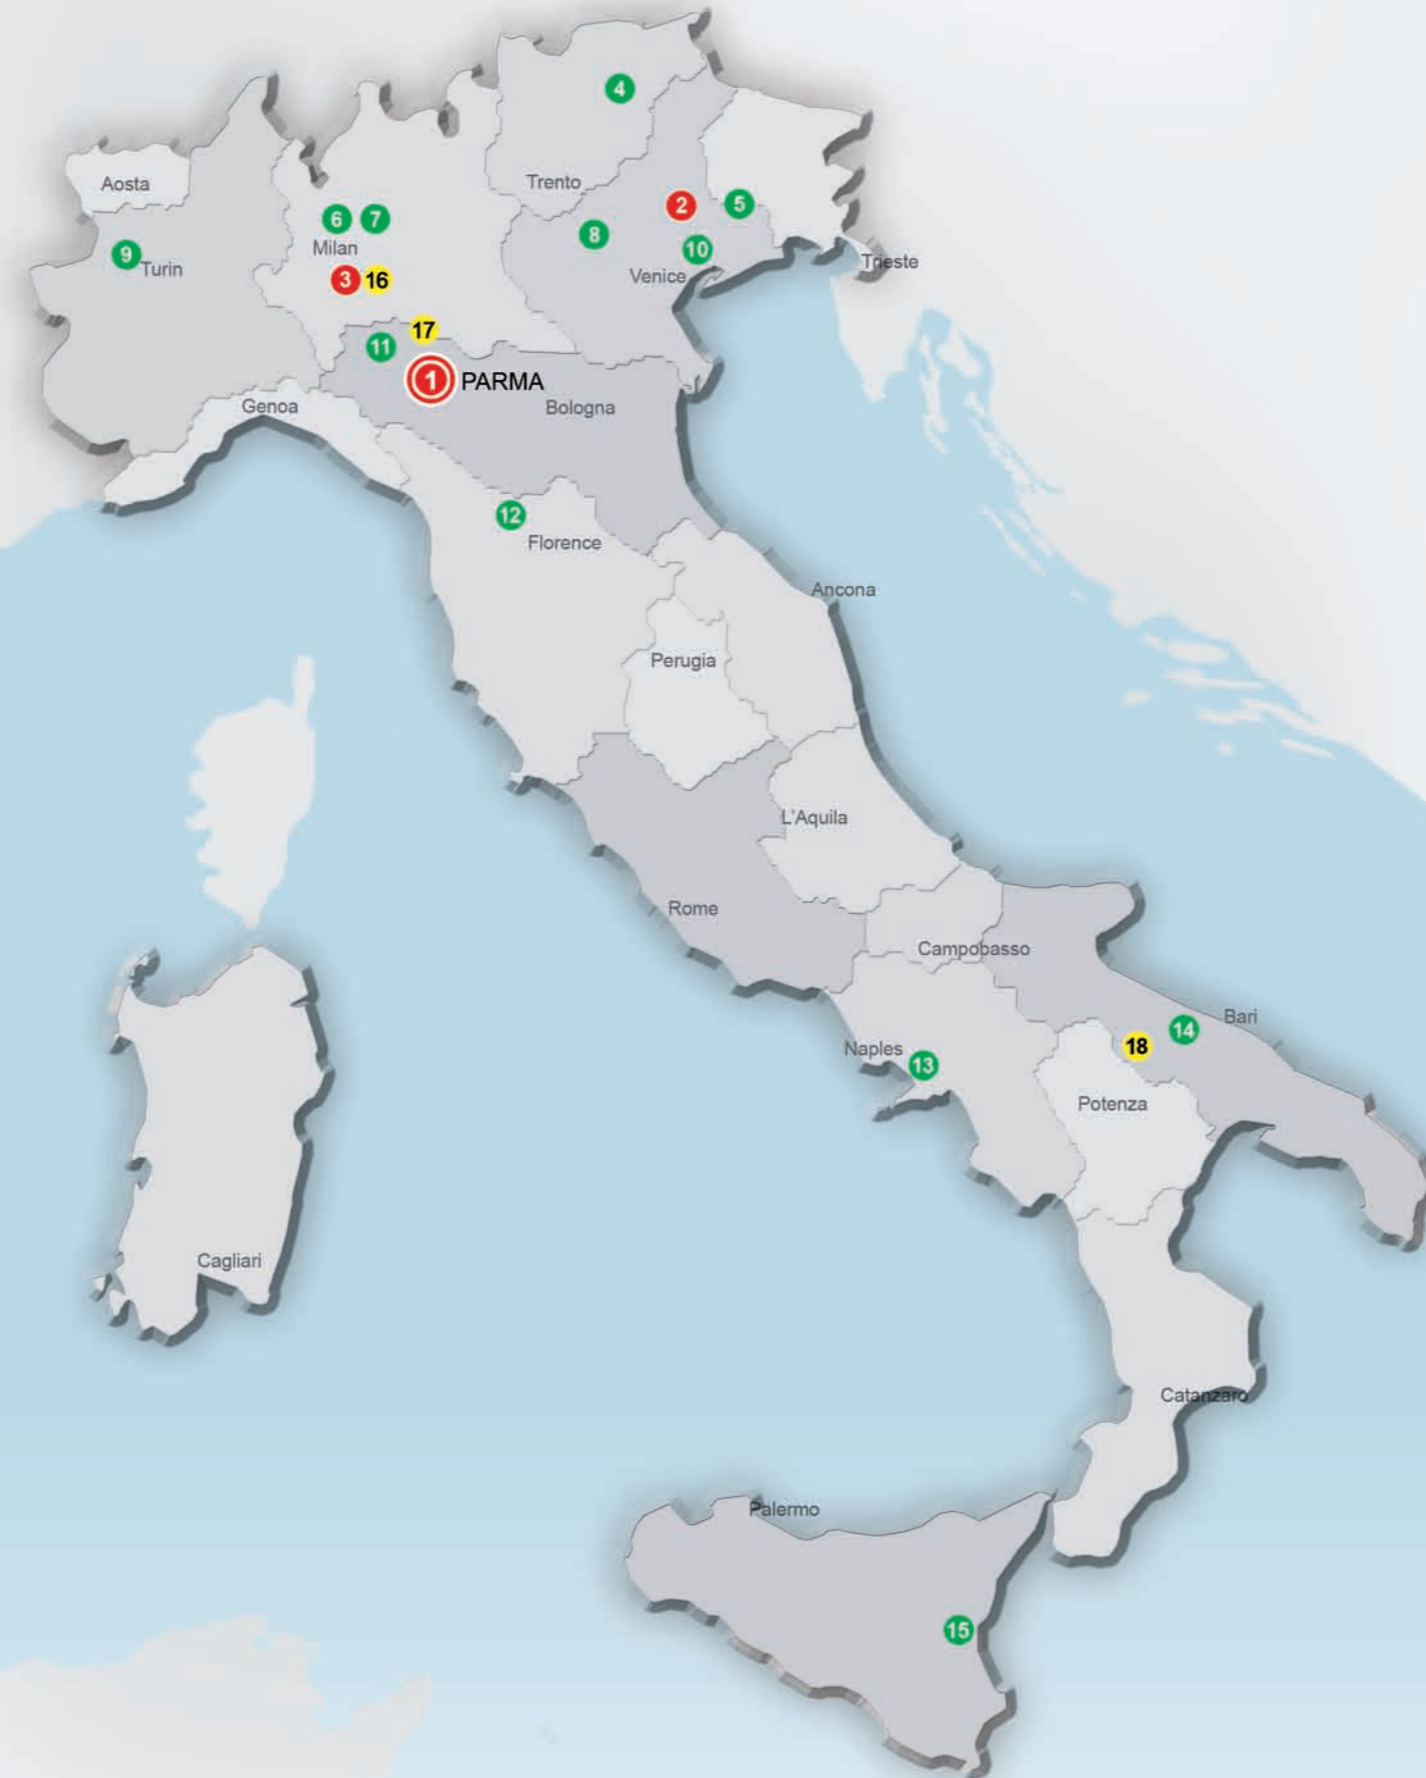 4
Aosta
Trento
2
5
6
7
8
Milan
10
9
Turin
Venice
Trieste
3
16
17
11
1
PARMA
Genoa
Bologna
12
Florence
Ancona
Perugia
L'Aquila
Rome
Campobasso
Bari
14
18
Naples
13
Potenza
Cagliari
Catanzaro
Palermo
15